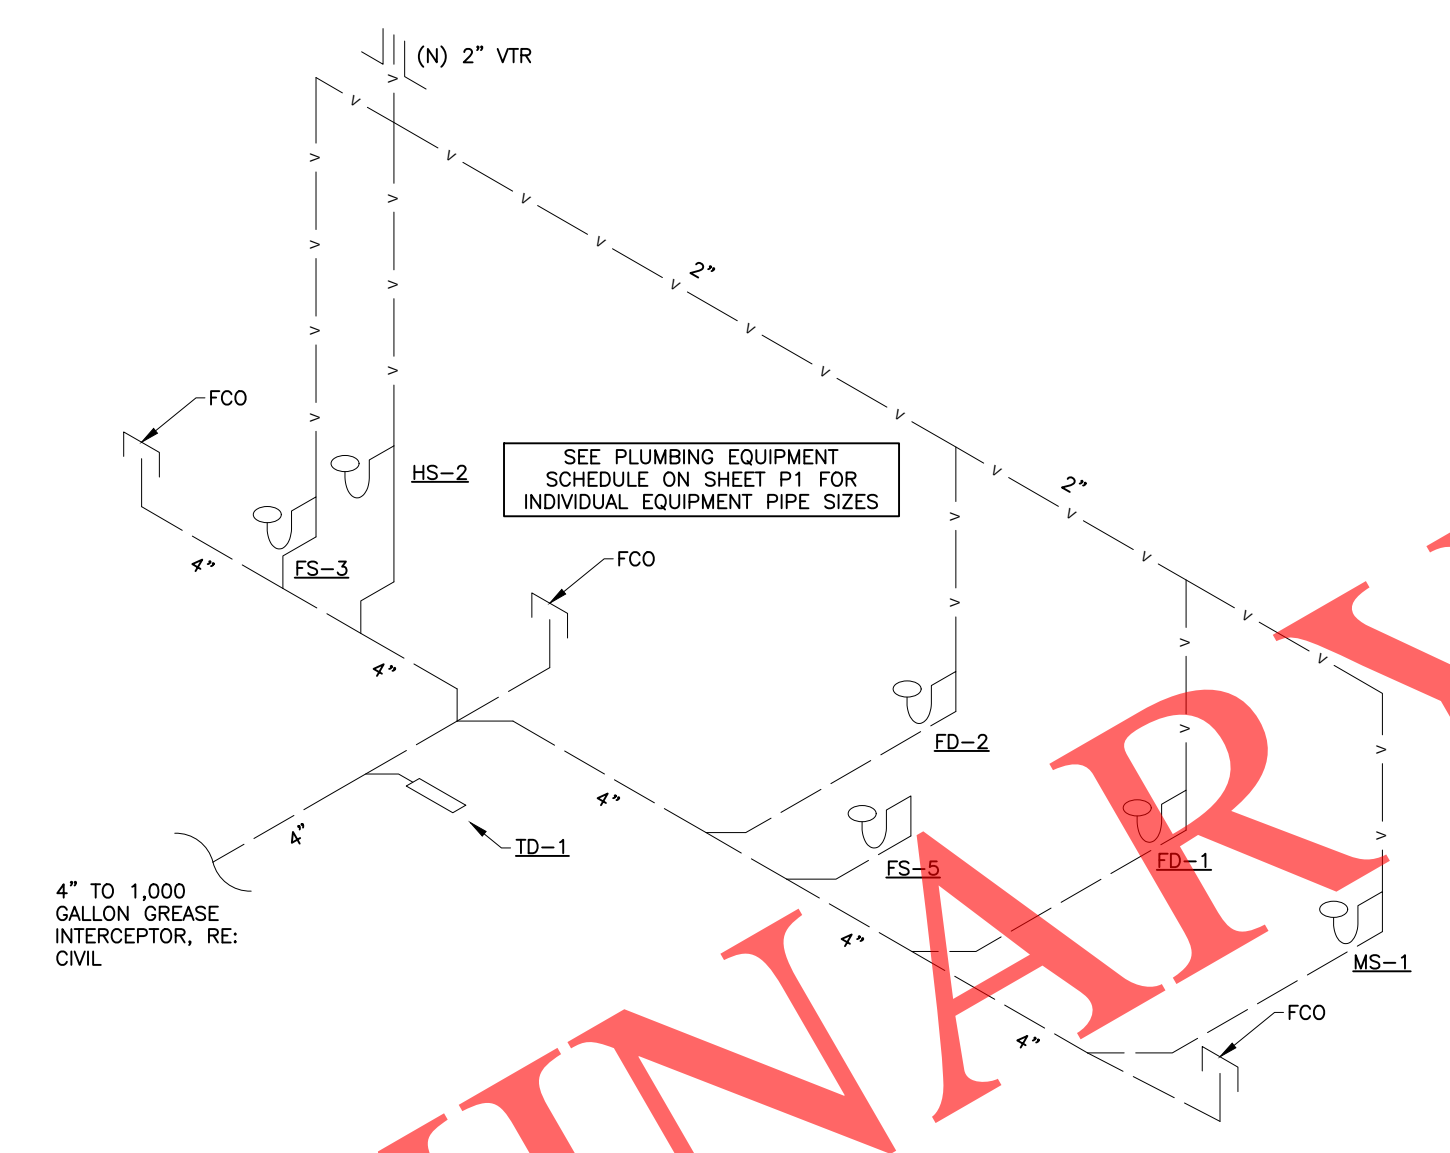 (N) 2" VTR
2"
FCO
HS-2
SEE PLUMBING EQUIPMENT
SCHEDULE ON SHEET P1 FOR
INDIVIDUAL EQUIPMENT PIPE SIZES
2"
4"
FS-3
FCO
4"
FD-2
4"
4"
TD-1
FS-5
FD-1
4" TO 1,000
GALLON GREASE
INTERCEPTOR, RE:
CIVIL
4"
MS-1
FCO
4"
INARY